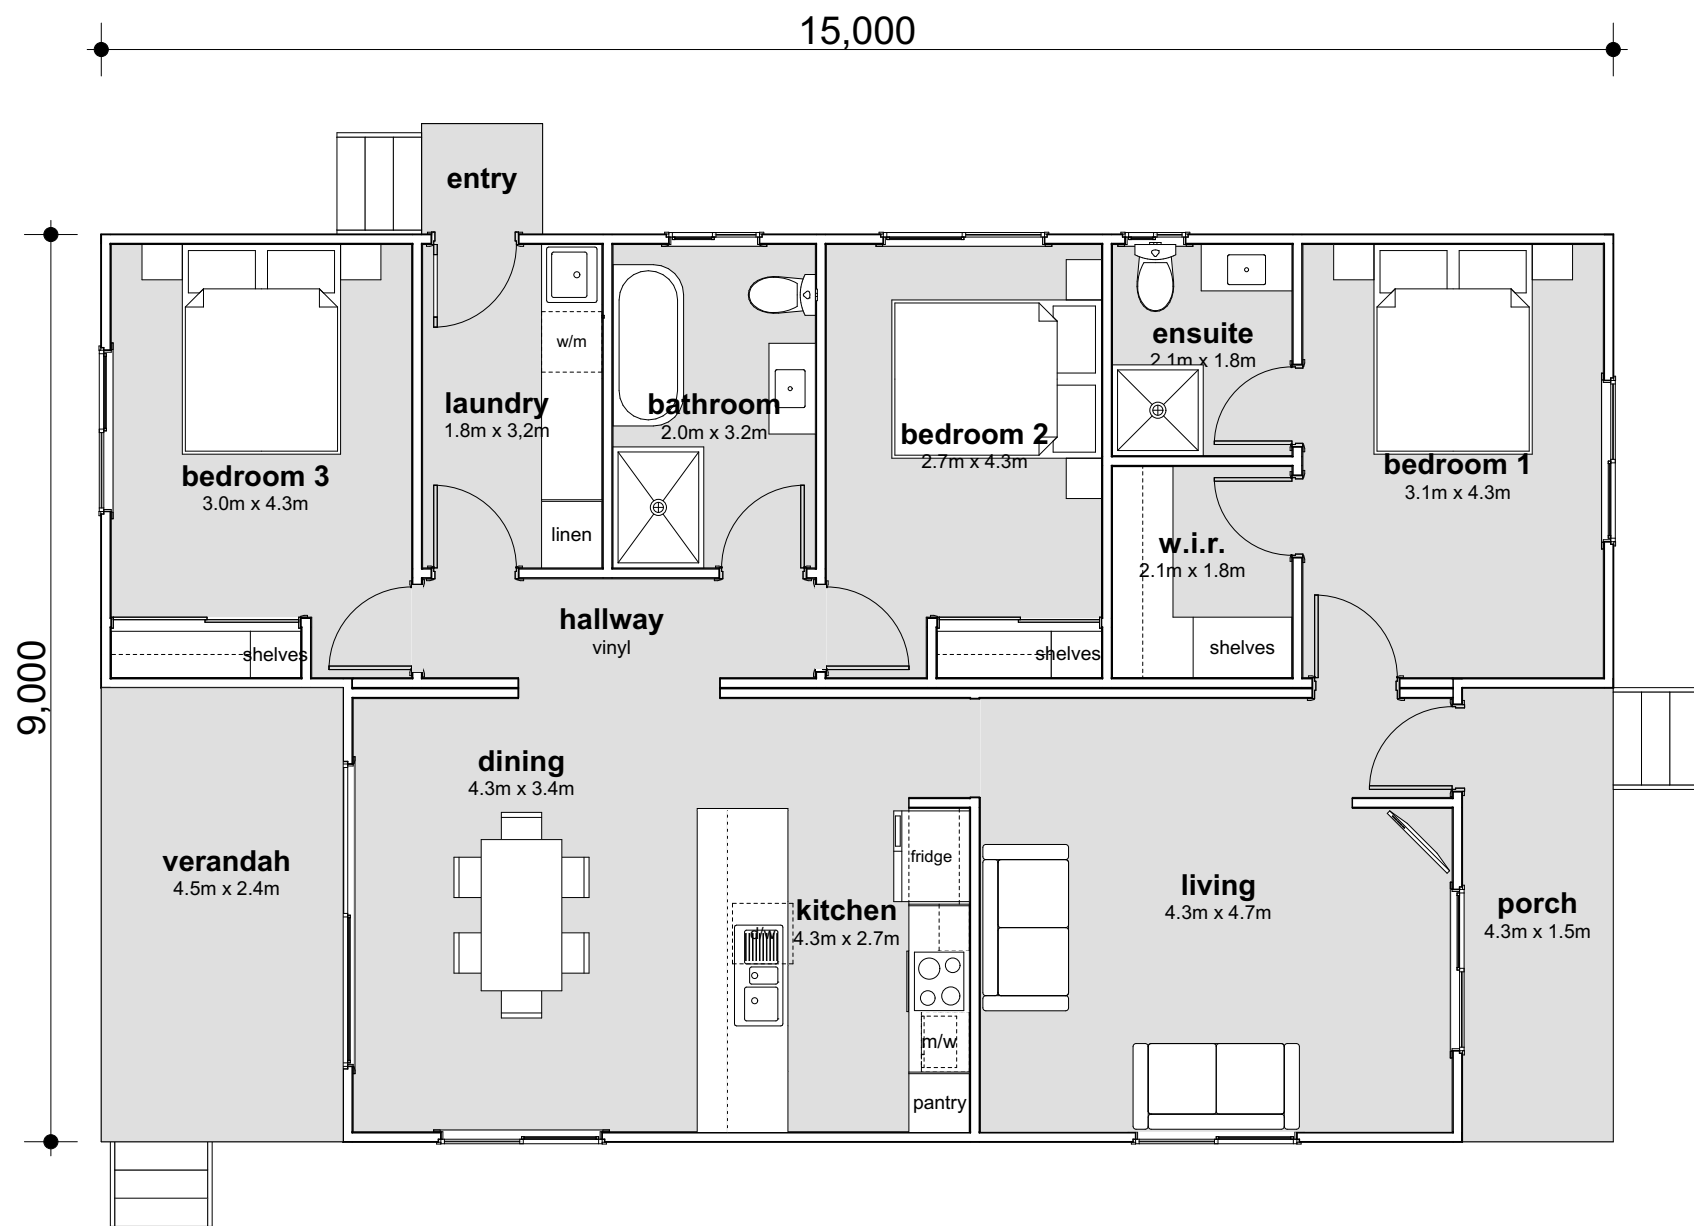 15,000
entry
w/m
ensuite
2.1m x 1.8m
laundry
1.8m x 3,2m
bathroom
2.0m x 3.2m
bedroom 2
2.7m x 4.3m
bedroom 3
3.0m x 4.3m
bedroom 1
3.1m x 4.3m
linen
w.i.r.
2.1m x 1.8m
hallway
vinyl
shelves
shelves
shelves
9,000
dining
4.3m x 3.4m
verandah
4.5m x 2.4m
fridge
living
4.3m x 4.7m
kitchen
4.3m x 2.7m
d/w
porch
4.3m x 1.5m
m/w
pantry